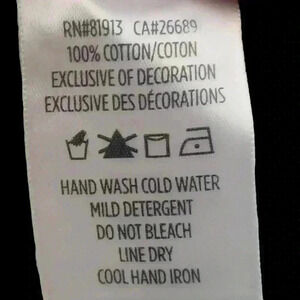 RN#81913 CA#26689
100% COTTON/COTON
EXCLUSIVE OF DECORATION
EXCLUSIVE DES DÉCORATIONS
HAND WASH COLD WATER
MILD DETERGENT
DO NOT BLEACH
LINE DRY
COOL HAND IRON